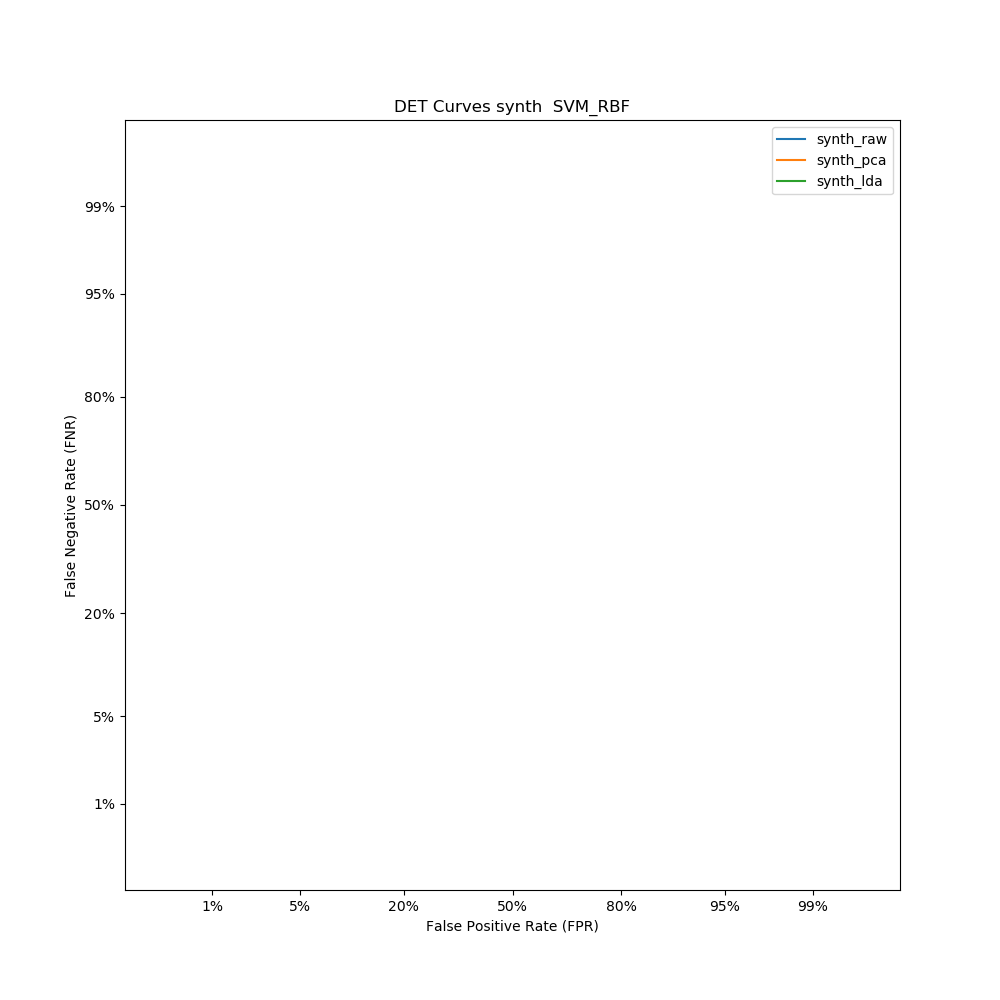 DET Curves synth  SVM_RBF
synth_raw
synth_pca
synth_lda
99%
95%
80%
50%
20%
5%
1%
False Negative Rate (FNR)
1% 5% 20% 50% 80% 95% 99%
False Positive Rate (FPR)